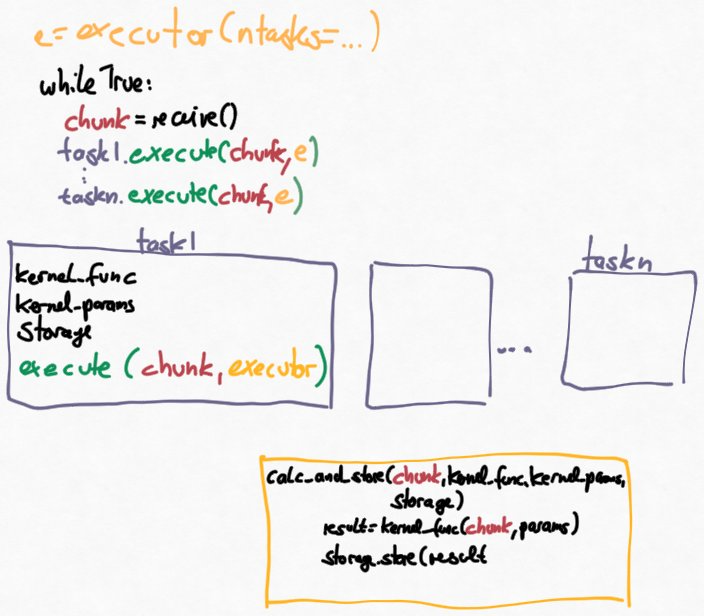 e=executor(ntasks=...)
while True:
chunk=recive()
task1.execute(chunk,e)
:
taskn.execute(chunk,e)
task1
kernel_func
kernel_params
Storage
execute (chunk,executor)
...
taskn
calc_and_store(chunk,kernel_func,kernel_params,
storage)
result=kernel_func(chunk,params)
storage.store(result